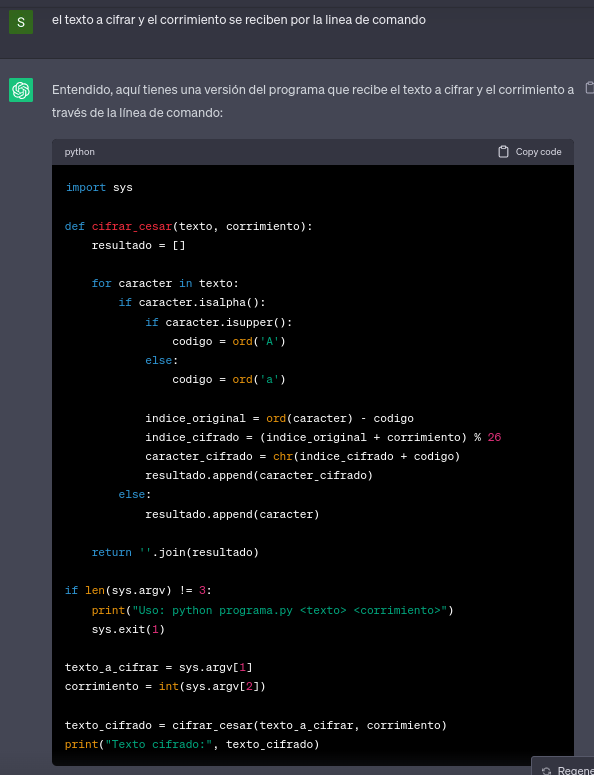 S
el texto a cifrar y el corrimiento se reciben por la linea de comando
Entendido, aquí tienes una versión del programa que recibe el texto a cifrar y el corrimiento a
través de la línea de comando:
python
Copy code
import sys
def cifrar_cesar(texto, corrimiento):
    resultado = []
    for caracter in texto:
        if caracter.isalpha():
            if caracter.isupper():
                codigo = ord('A')
            else:
                codigo = ord('a')
            indice_original = ord(caracter) - codigo
            indice_cifrado = (indice_original + corrimiento) % 26
            caracter_cifrado = chr(indice_cifrado + codigo)
            resultado.append(caracter_cifrado)
        else:
            resultado.append(caracter)
    return ''.join(resultado)
if len(sys.argv) != 3:
    print("Uso: python programa.py <texto> <corrimiento>")
    sys.exit(1)
texto_a_cifrar = sys.argv[1]
corrimiento = int(sys.argv[2])
texto_cifrado = cifrar_cesar(texto_a_cifrar, corrimiento)
print("Texto cifrado:", texto_cifrado)
Regene